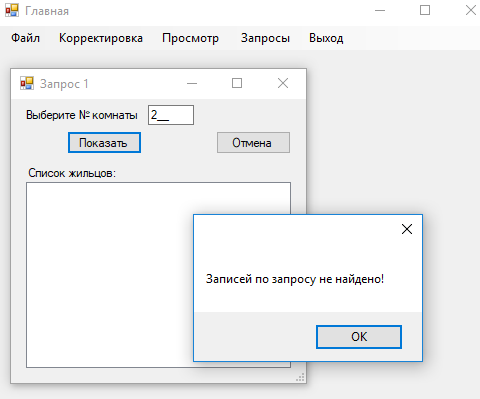 Главная
Файл Корректировка Просмотр Запросы Выход
Запрос 1
Выберите № комнаты 2__
Показать Отмена
Список жильцов:
Записей по запросу не найдено!
OK